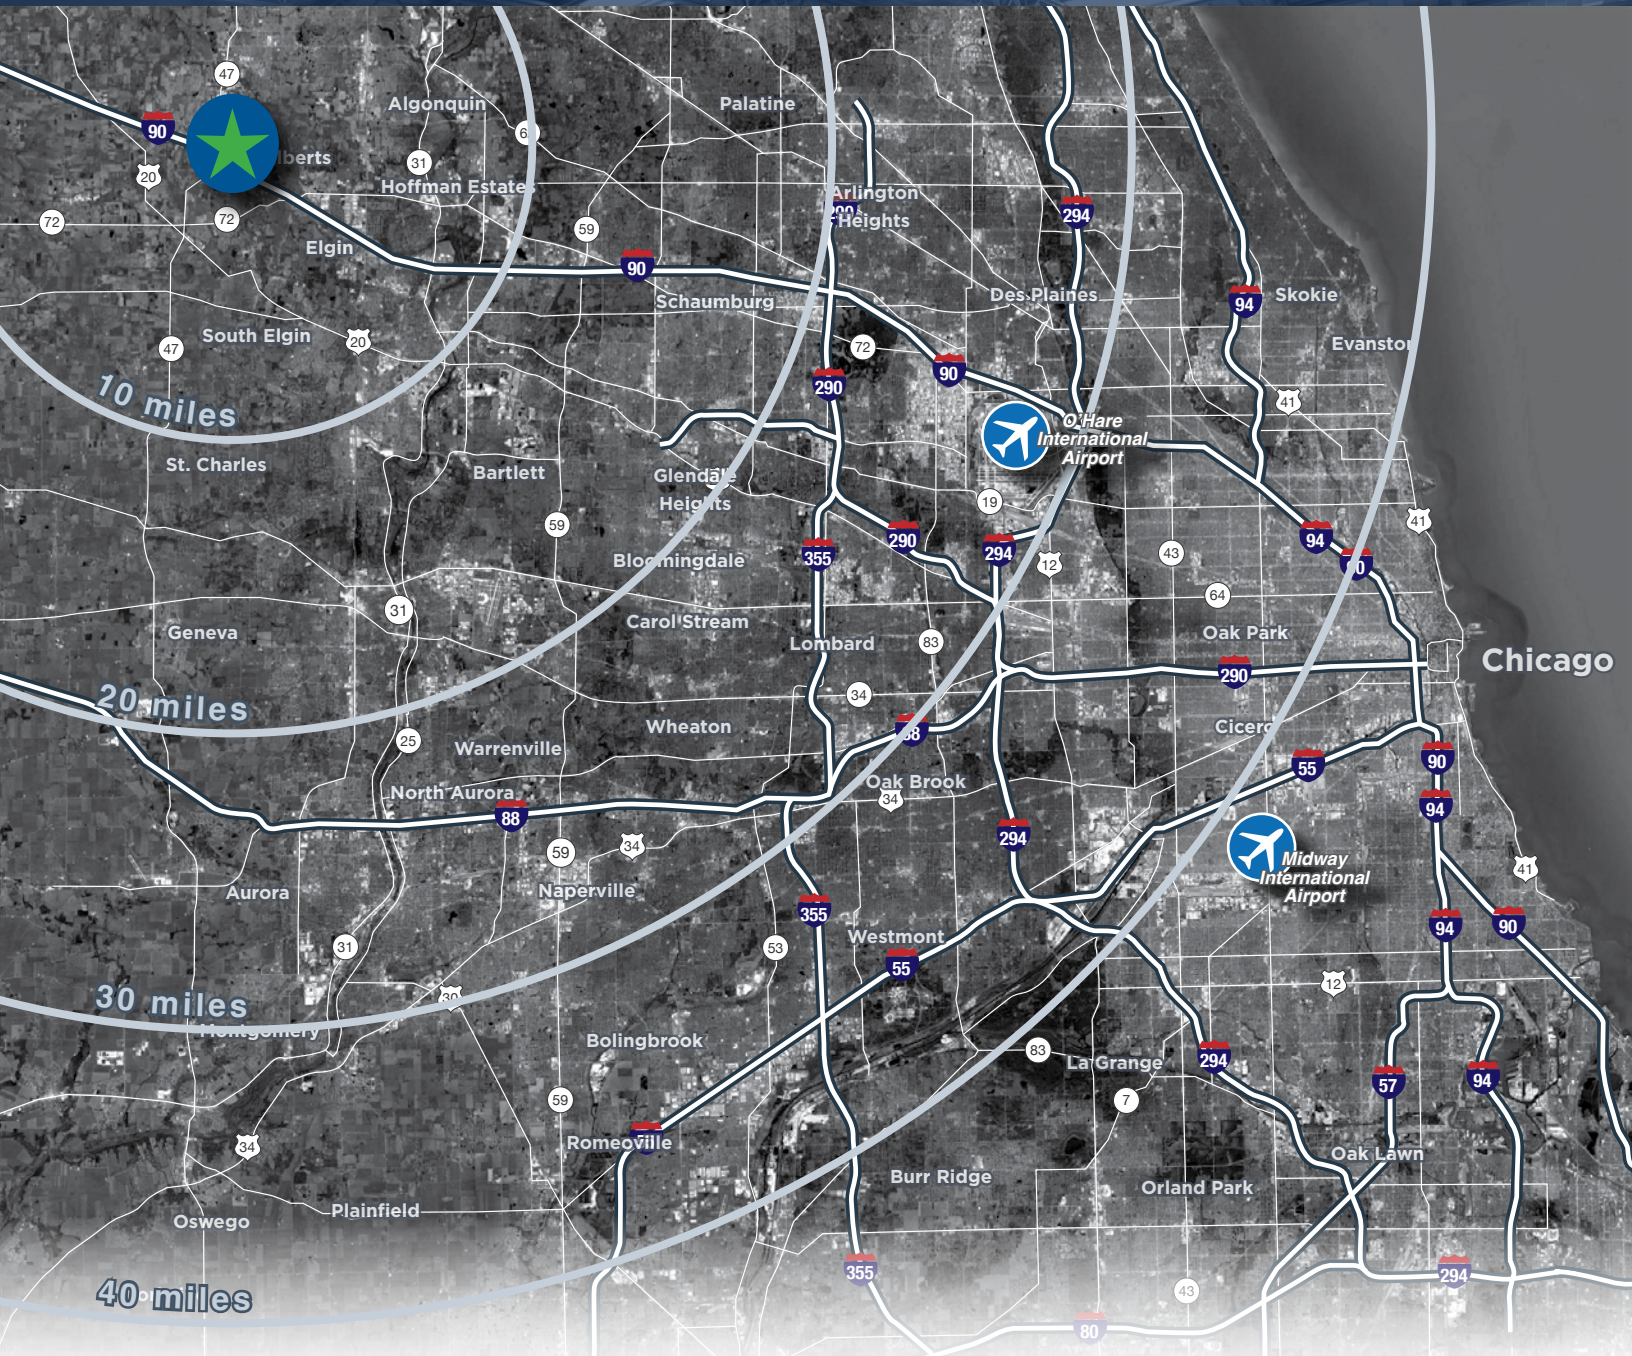 47
Algonquin
Palatine
90
31
20
Hoffman Estates
Arlington
Heights
72
72
59
294
Elgin
90
Schaumburg
Des Plaines
94
Skokie
South Elgin
20
47
72
Evanston
90
290
41
10 miles
O'Hare
International
Airport
St. Charles
Bartlett
Glendale
Heights
19
59
41
290
94
294
355
43
12
Bloomingdale
90
64
31
Carol Stream
Geneva
Oak Park
Lombard
83
Chicago
290
34
20 miles
Wheaton
Cicero
88
25
Warrenville
90
55
Oak Brook
North Aurora
34
94
88
294
34
59
Midway
International
Airport
41
Aurora
Naperville
355
94
90
Westmont
31
53
55
12
30 miles
30
Montgomery
Bolingbrook
83
La Grange
294
57
94
59
7
Romeoville
34
Oak Lawn
Burr Ridge
Orland Park
Plainfield
Oswego
355
294
40 miles
43
80